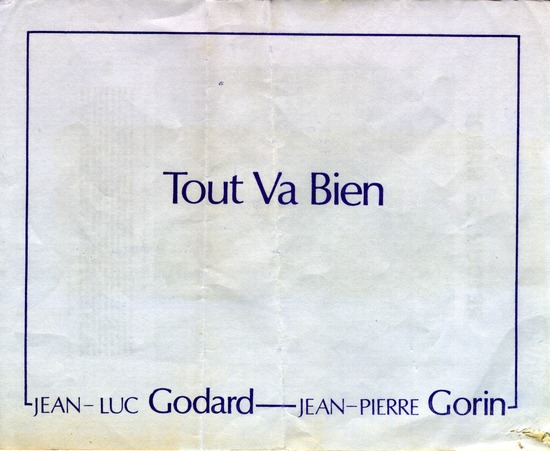 Tout Va Bien
JEAN-LUC Godard—JEAN-PIERRE Gorin